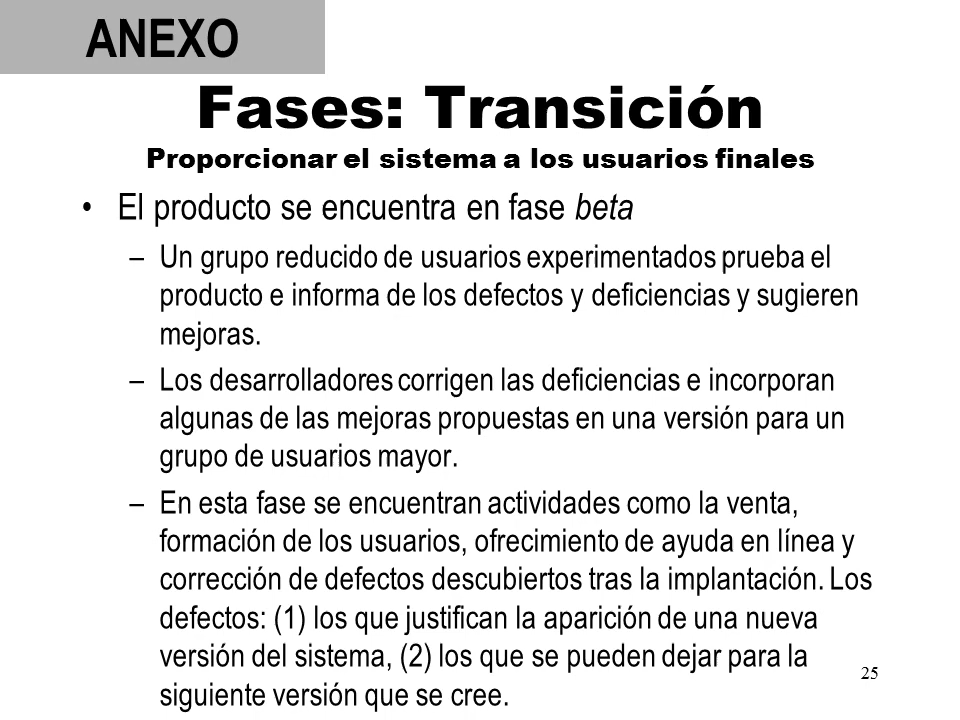 ANEXO
Fases: Transición
Proporcionar el sistema a los usuarios finales
• El producto se encuentra en fase beta
– Un grupo reducido de usuarios experimentados prueba el
producto e informa de los defectos y deficiencias y sugieren
mejoras.
– Los desarrolladores corrigen las deficiencias e incorporan
algunas de las mejoras propuestas en una versión para un
grupo de usuarios mayor.
– En esta fase se encuentran actividades como la venta,
formación de los usuarios, ofrecimiento de ayuda en línea y
corrección de defectos descubiertos tras la implantación. Los
defectos: (1) los que justifican la aparición de una nueva
versión del sistema, (2) los que se pueden dejar para la
siguiente versión que se cree.
25